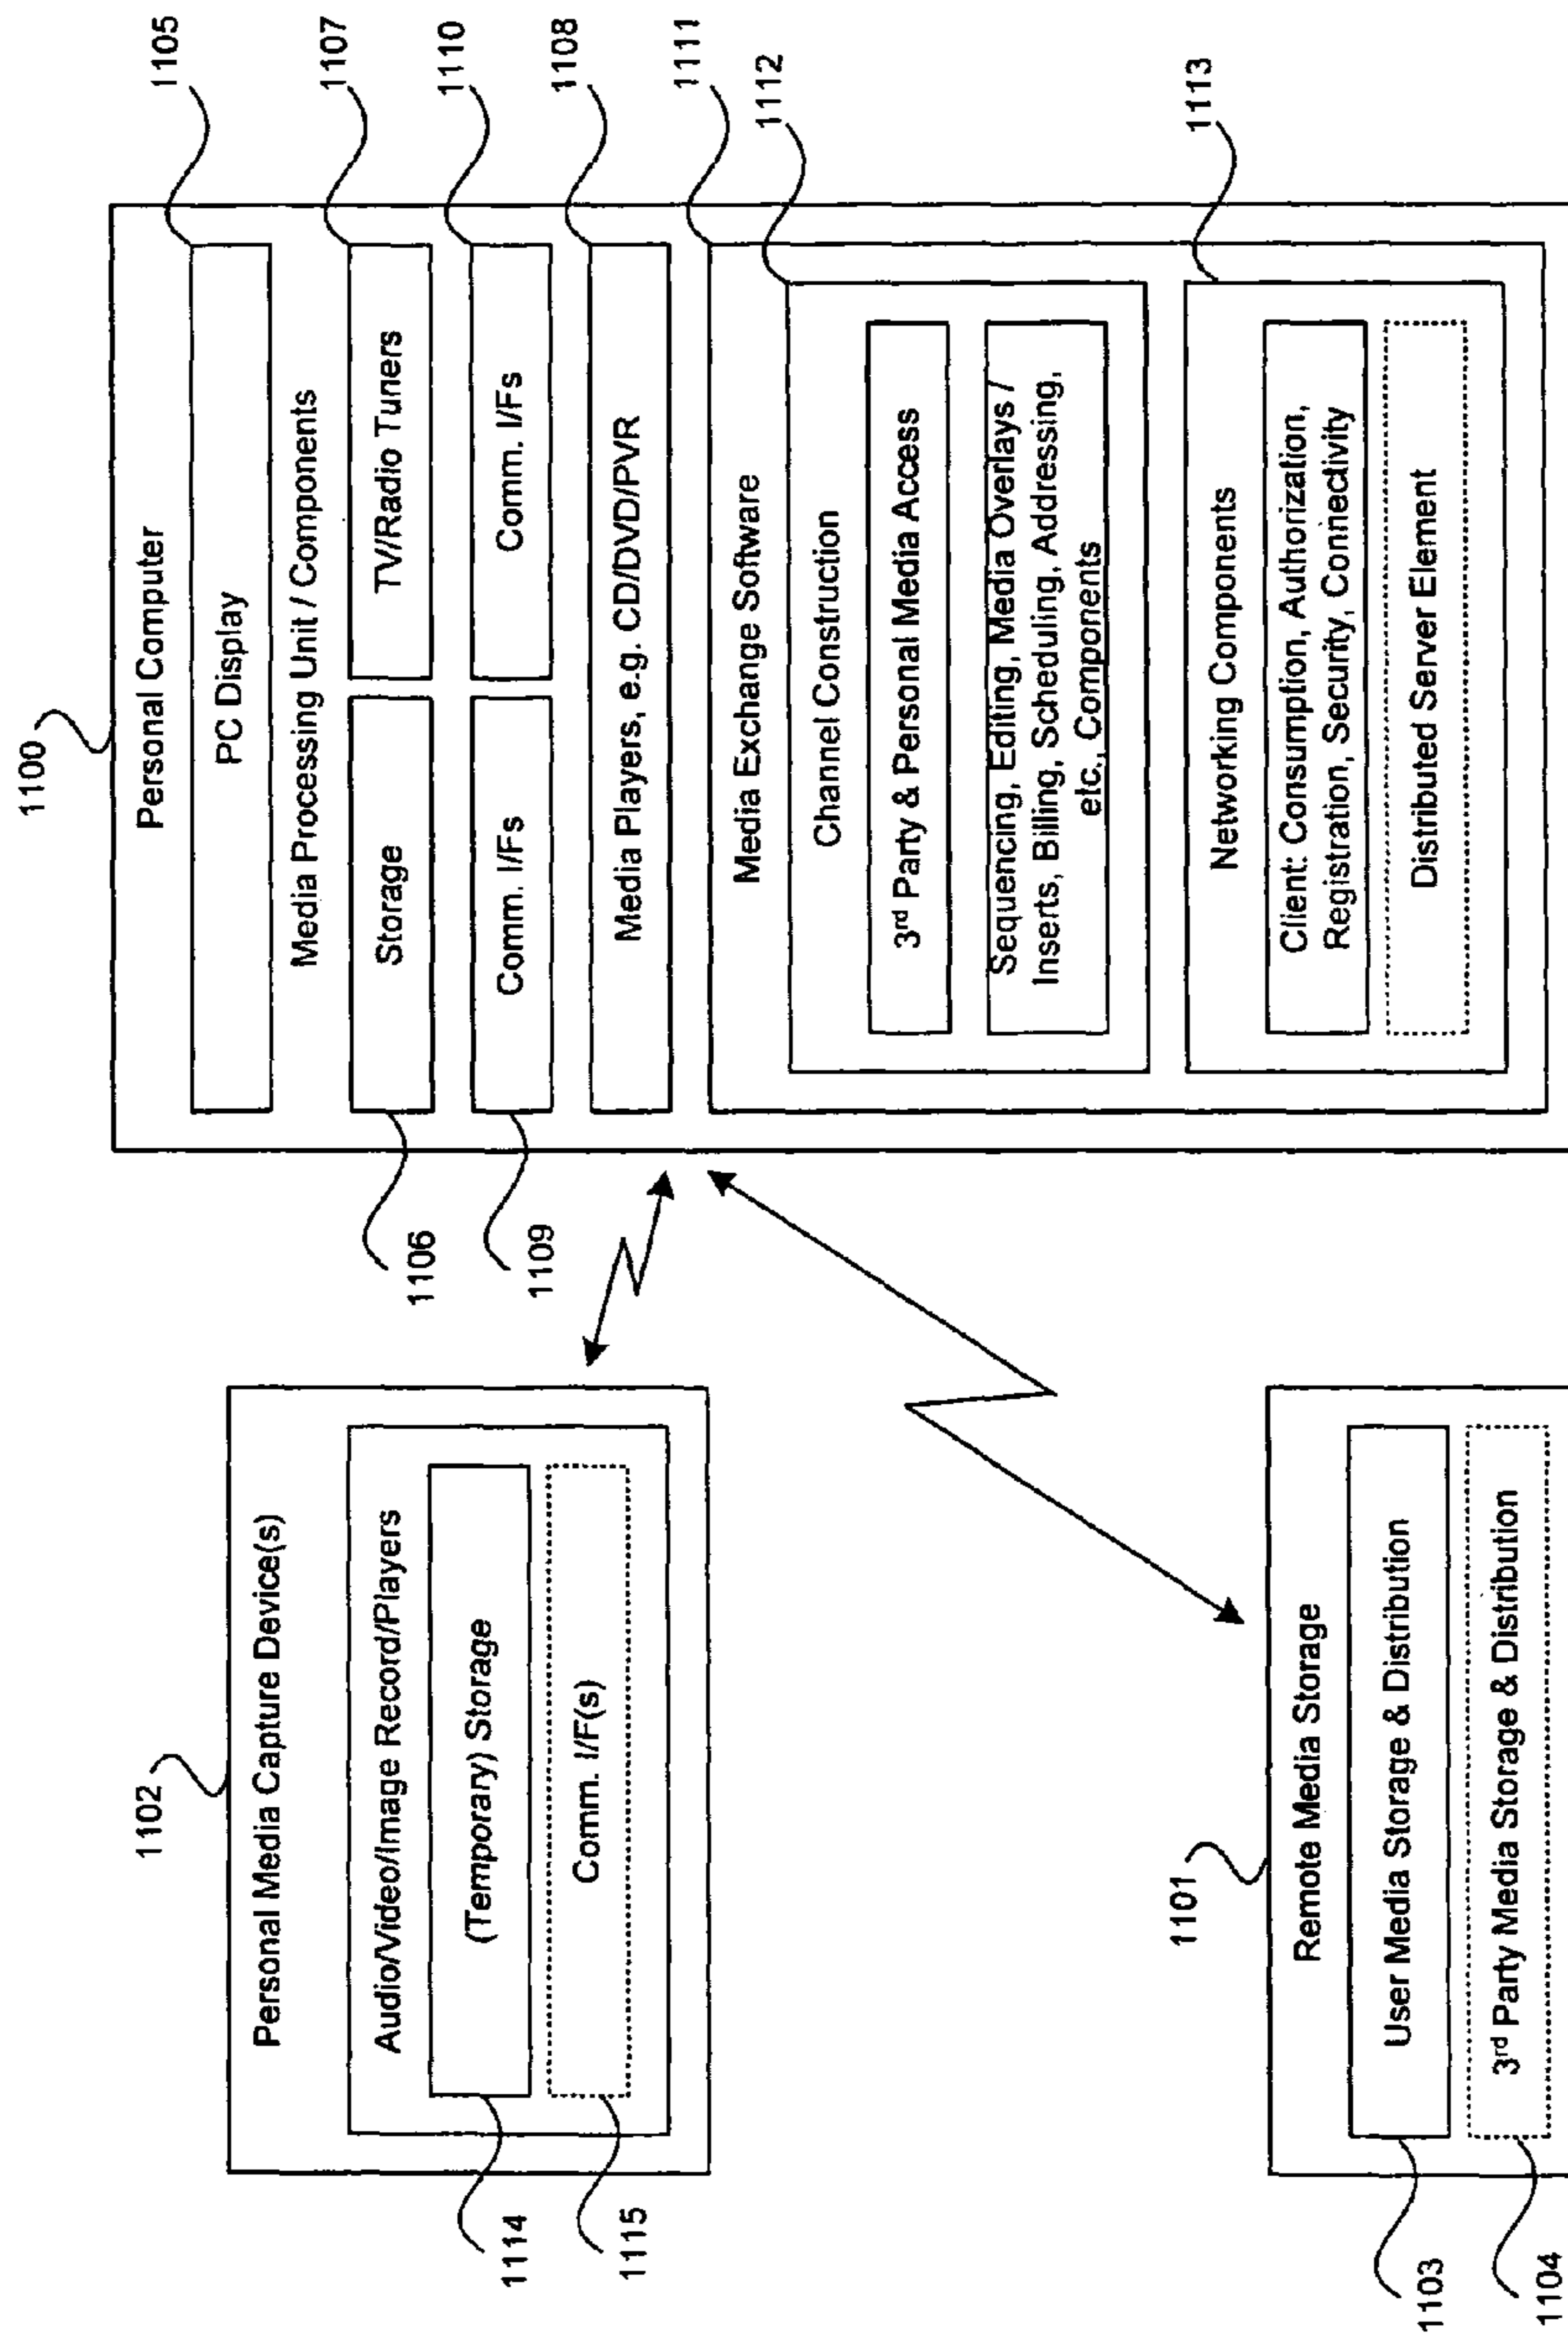 1100
Personal Computer
1105
PC Display
Media Processing Unit / Components
1106
Storage
1107
TV/Radio Tuners
1109
Comm. I/Fs
1110
Comm. I/Fs
1108
Media Players, e.g. CD/DVD/PVR
1111
Media Exchange Software
1112
Channel Construction
3rd Party & Personal Media Access
Sequencing, Editing, Media Overlays /
Inserts, Billing, Scheduling, Addressing,
etc., Components
1113
Networking Components
Client: Consumption, Authorization,
Registration, Security, Connectivity
Distributed Server Element
1102
Personal Media Capture Device(s)
Audio/Video/Image Record/Players
1114
(Temporary) Storage
1115
Comm. I/F(s)
1101
Remote Media Storage
1103
User Media Storage & Distribution
1104
3rd Party Media Storage & Distribution